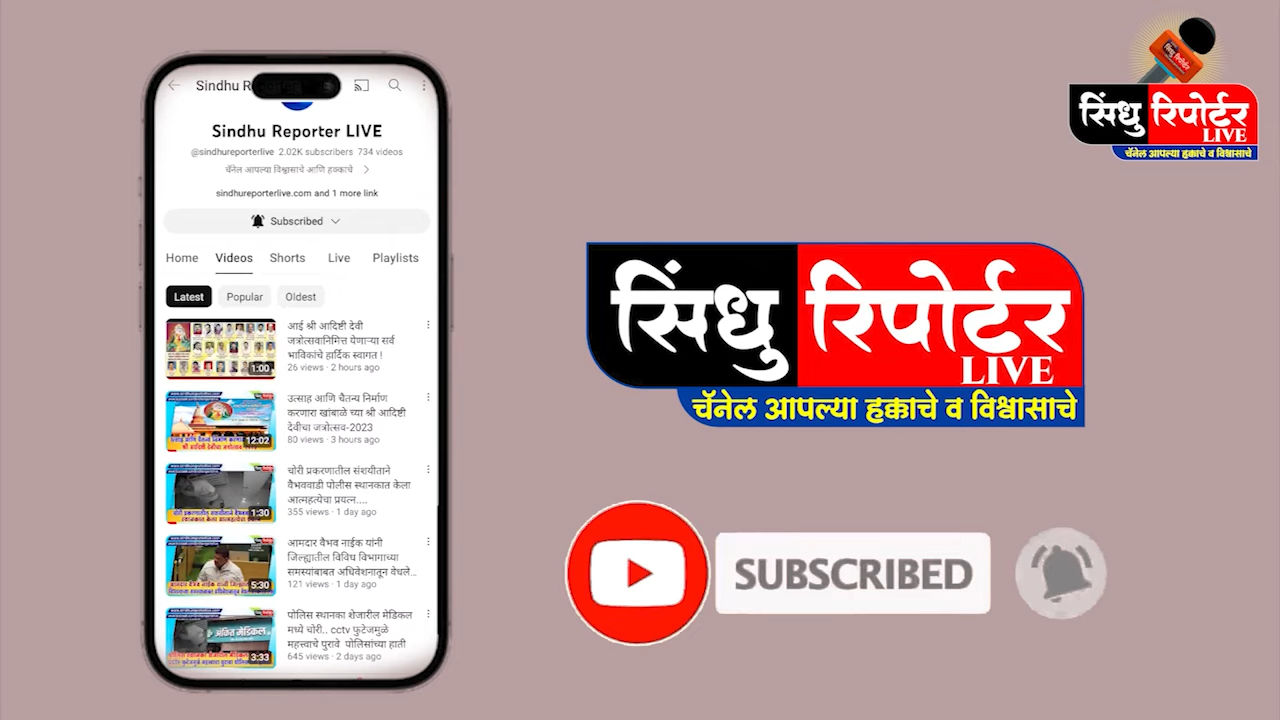 Sindhu R
Sindhu Reporter LIVE
@sindhureporterlive 2.02K subscribers 734 videos
चॅनेल आपल्या विश्वासाचे आणि हक्काचे
sindhureporterlive.com and 1 more link
Subscribed
Home Videos Shorts Live Playlists
Latest Popular Oldest
आई श्री आदिष्टी देवी
जत्रोत्सवानिमित्त येणाऱ्या सर्व
भाविकांचे हार्दिक स्वागत !
26 views · 2 hours ago
1:00
उत्साह आणि चैतन्य निर्माण
करणारा खांबाळे च्या श्री आदिष्टी
देवीचा जत्रोत्सव-2023
80 views · 3 hours ago
12:02
चोरी प्रकरणातील संशयीताने
वैभववाडी पोलीस स्थानकात केला
आत्महत्येचा प्रयत्न....
355 views · 1 day ago
1:30
आमदार वैभव नाईक यांनी
जिल्ह्यातील विविध विभागाच्या
समस्यांबाबत अधिवेशनातून वेधले...
121 views · 1 day ago
5:30
पोलिस स्थानका शेजारील मेडिकल
मध्ये चोरी.. cctv फुटेजमुळे
महत्त्वाचे पुरावे पोलिसांच्या हाती
645 views · 2 days ago
अंकित मेडिकल
3:33
सिंधु रिपोर्टर
LIVE
चॅनेल आपल्या हक्काचे व विश्वासाचे
सिंधु रिपोर्टर
LIVE
चॅनेल आपल्या हक्काचे व विश्वासाचे
SUBSCRIBED